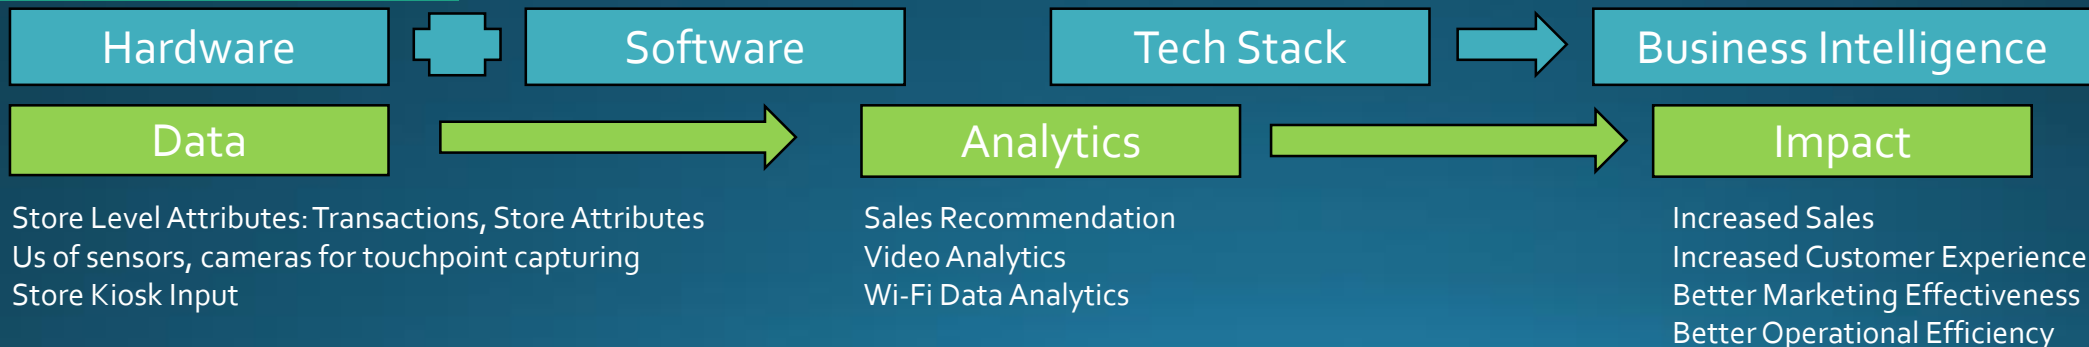 Hardware
Software
Tech Stack
Business Intelligence
Data
Analytics
Impact
Store Level Attributes: Transactions, Store Attributes
Us of sensors, cameras for touchpoint capturing
Store Kiosk Input
Sales Recommendation
Video Analytics
Wi-Fi Data Analytics
Increased Sales
Increased Customer Experience
Better Marketing Effectiveness
Better Operational Efficiency